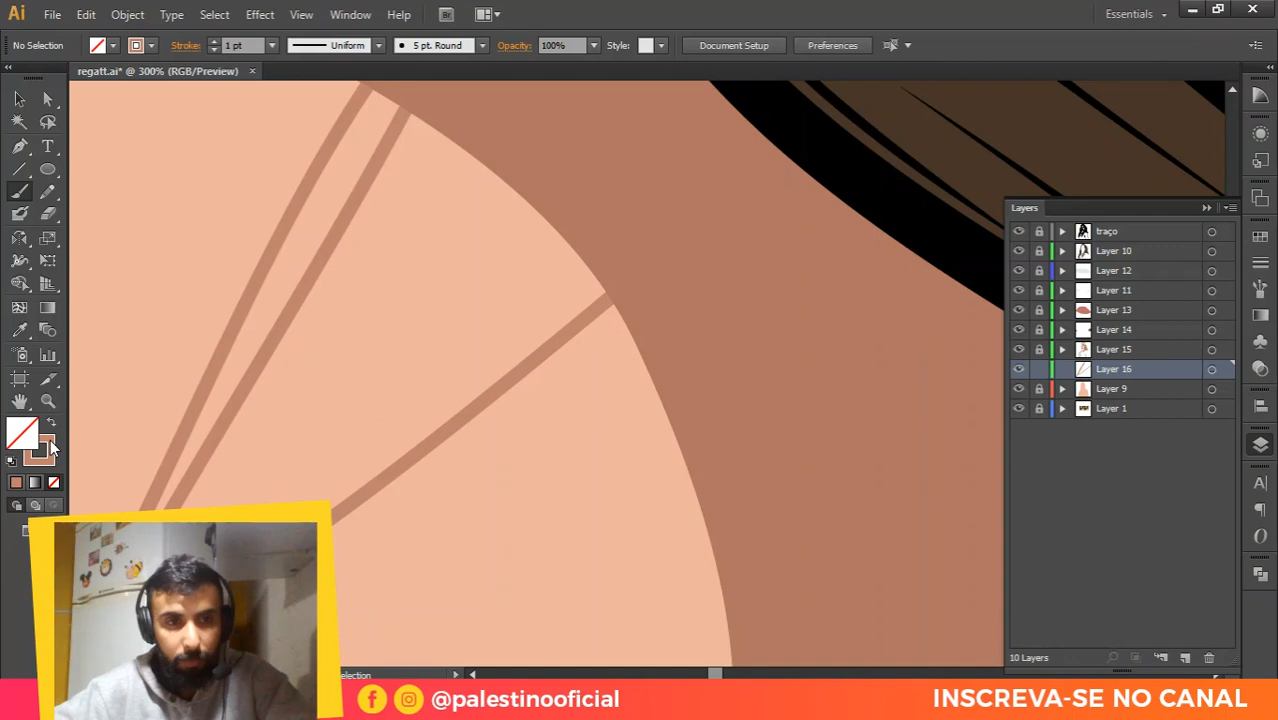 Ai File Edit Object Type Select Effect View Window Help Br Essentials
No Selection Stroke: 1 pt Uniform 5 pt. Round Opacity: 100% Style: Document Setup Preferences
regatt.ai* @ 300% (RGB/Preview)
Layers
traço
Layer 10
Layer 12
Layer 11
Layer 13
Layer 14
Layer 15
Layer 16
Layer 9
Layer 1
10 Layers
@palestinooficial INSCREVA-SE NO CANAL